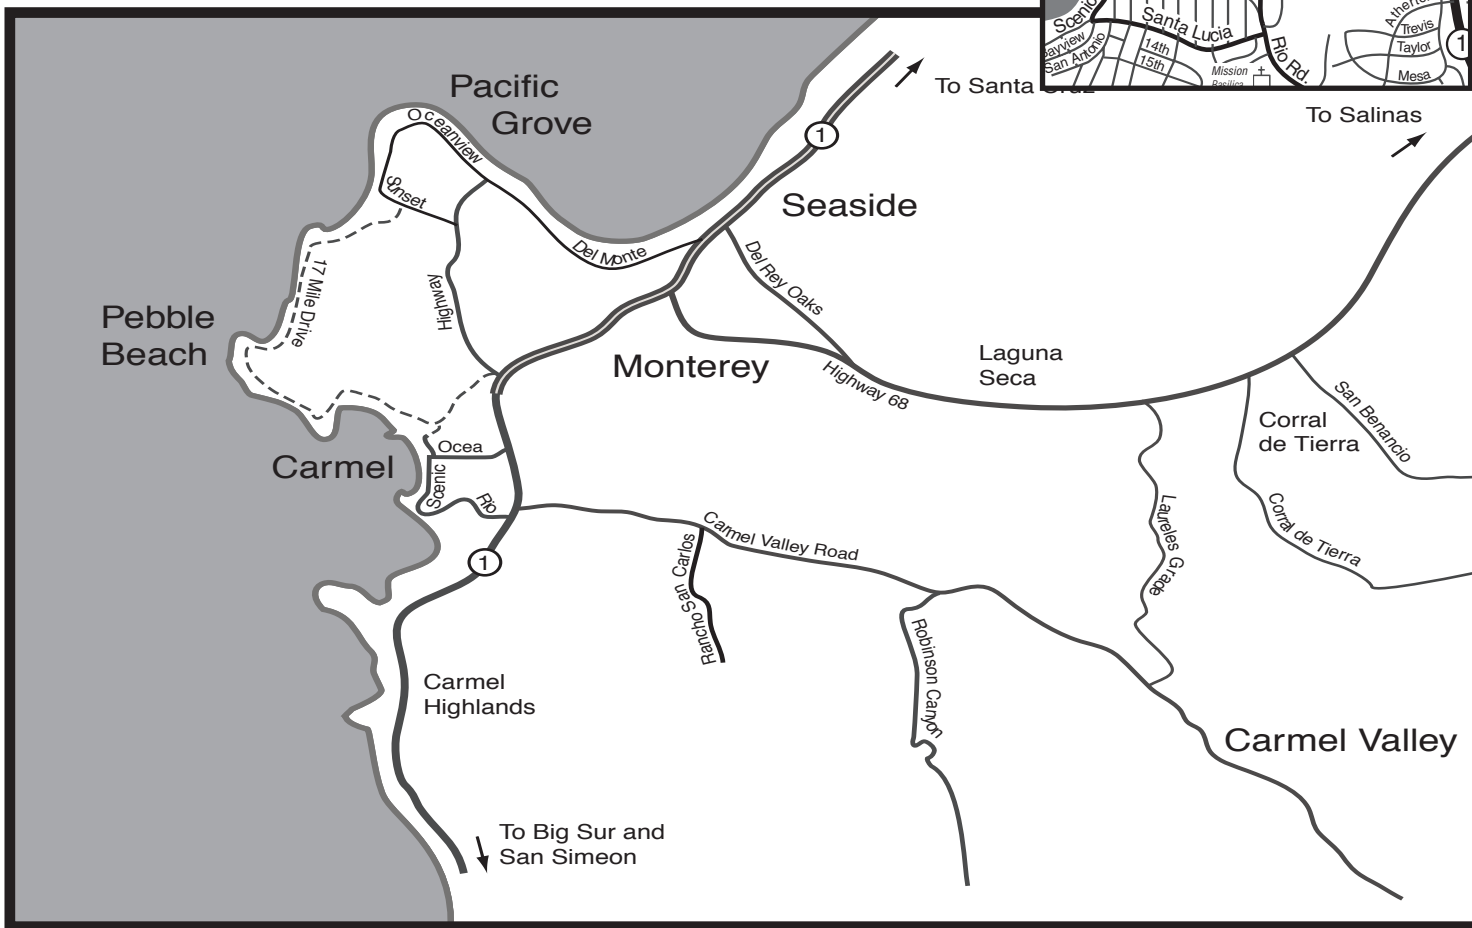 Scenic
Santa Lucia
Bayview
San Antonio
14th
15th
Mission
Basilica
Rio Rd.
Trevis
Taylor
Mesa
1
To Santa Cruz
To Salinas
Pacific
Grove
Oceanview
Sunset
1
Seaside
Del Monte
Del Rey Oaks
17 Mile Drive
Highway
Pebble
Beach
Monterey
Highway 68
Laguna
Seca
San Benancio
Corral
de Tierra
Corral de Tierra
Carmel
Ocea
Scenic
Rio
1
Carmel Valley Road
Rancho San Carlos
Laureles Grade
Robinson Canyon
Carmel
Highlands
Carmel Valley
To Big Sur and
San Simeon